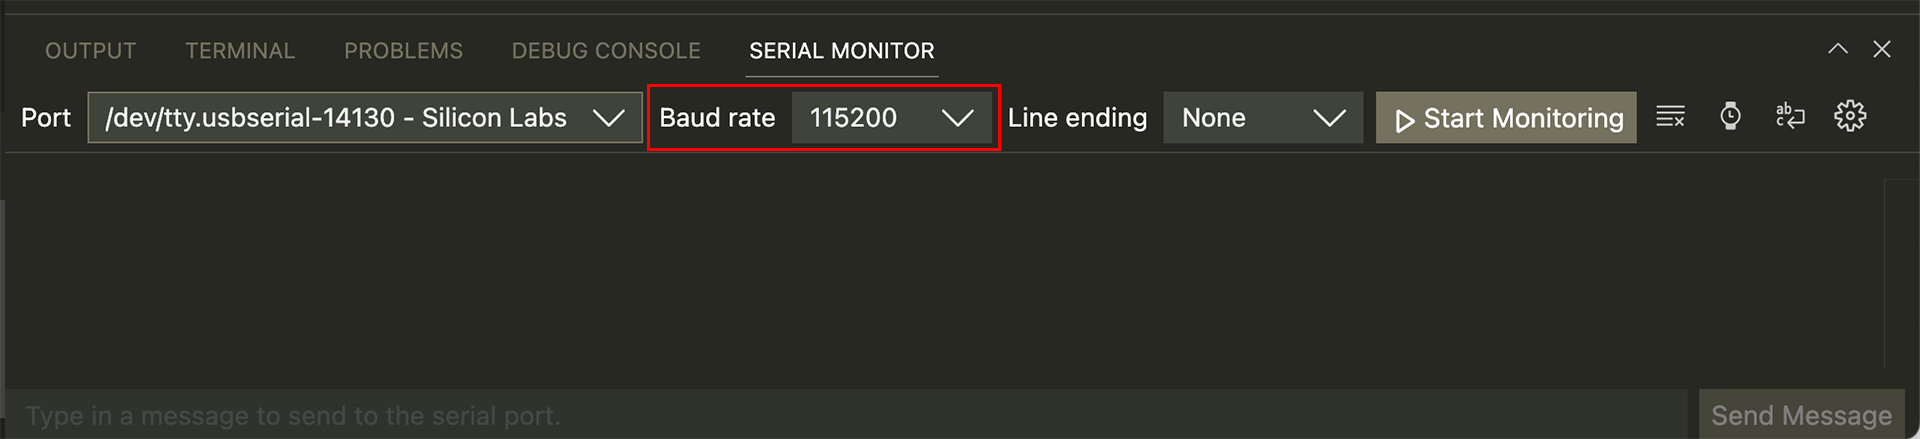 OUTPUT TERMINAL PROBLEMS DEBUG CONSOLE SERIAL MONITOR
Port /dev/tty.usbserial-14130 - Silicon Labs Baud rate 115200 Line ending None Start Monitoring
Type in a message to send to the serial port. Send Message